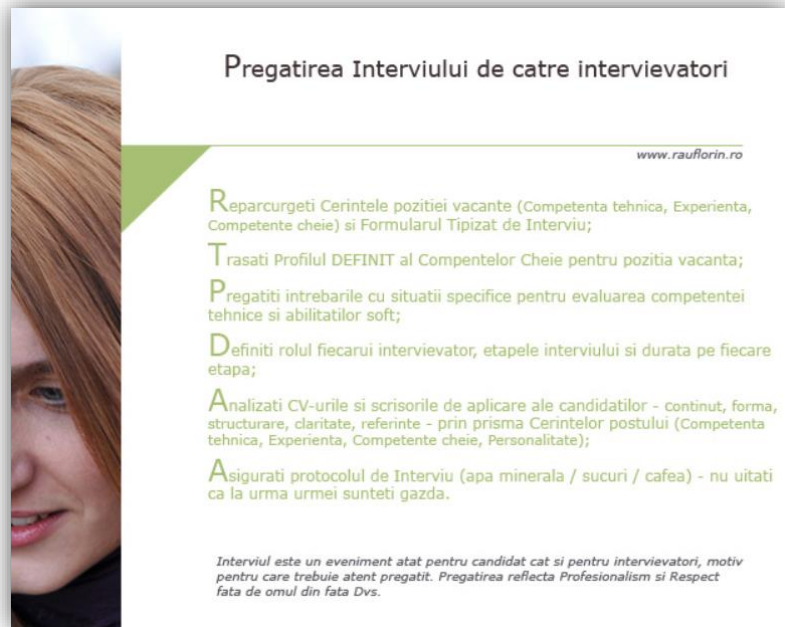 Pregatirea Interviului de catre intervievatori
www.rauflorin.ro
Reparcurgeti Cerintele pozitiei vacante (Competenta tehnica, Experienta,
Competente cheie) si Formularul Tipizat de Interviu;
Trasati Profilul DEFINIT al Compentelor Cheie pentru pozitia vacanta;
Pregatiti intrebarile cu situatii specifice pentru evaluarea competentei
tehnice si abilitatilor soft;
Definiti rolul fiecarui intervievator, etapele interviului si durata pe fiecare
etapa;
Analizati CV-urile si scrisorile de aplicare ale candidatilor - continut, forma,
structurare, claritate, referinte - prin prisma Cerintelor postului (Competenta
tehnica, Experienta, Competente cheie, Personalitate);
Asigurati protocolul de Interviu (apa minerala / sucuri / cafea) - nu uitati
ca la urma urmei sunteti gazda.
Interviul este un eveniment atat pentru candidat cat si pentru intervievatori, motiv
pentru care trebuie atent pregatit. Pregatirea reflecta Profesionalism si Respect
fata de omul din fata Dvs.